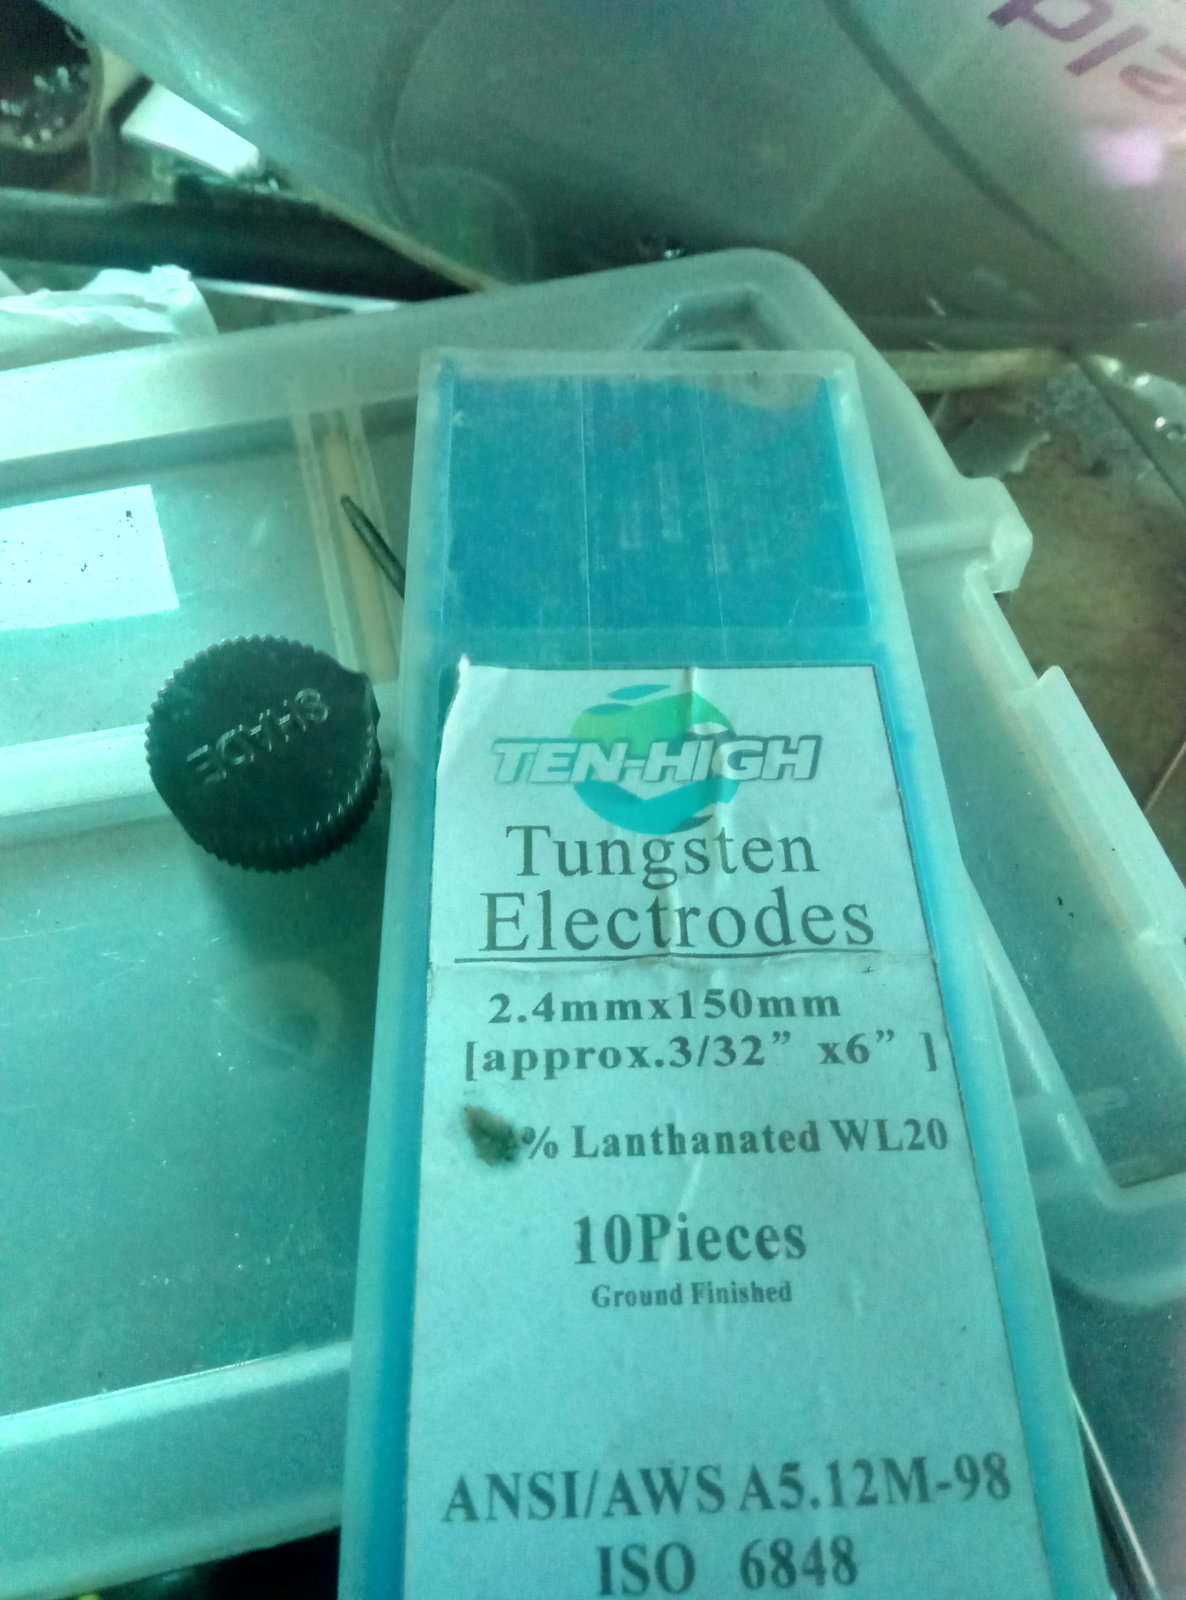 pla
SHADE
TEN-HIGH
Tungsten
Electrodes
2.4mmx150mm
[approx.3/32” x6” ]
% Lanthanated WL20
10Pieces
Ground Finished
ANSI/AWS A5.12M-98
ISO 6848